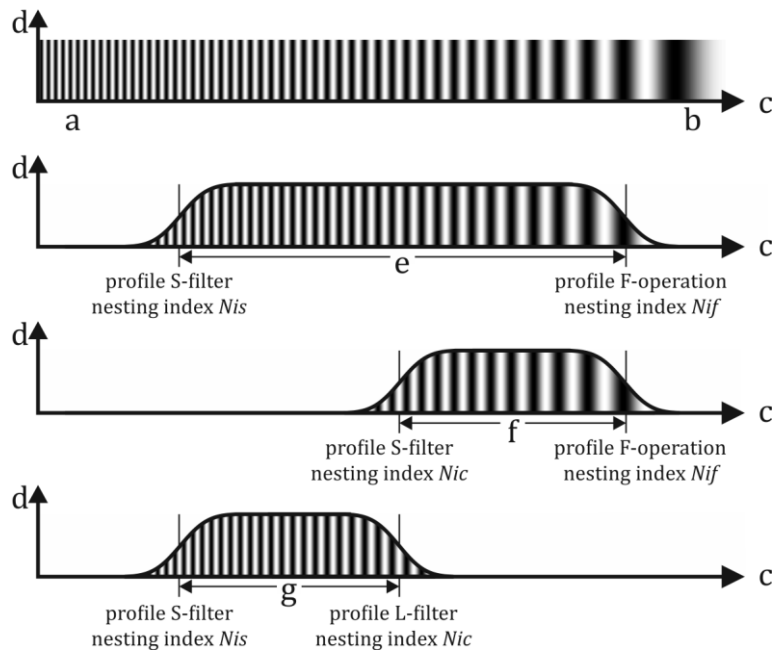 d
c
a
b
d
c
e
profile S-filter
nesting index Nis
profile F-operation
nesting index Nif
d
c
f
profile S-filter
nesting index Nic
profile F-operation
nesting index Nif
d
c
g
profile S-filter
nesting index Nis
profile L-filter
nesting index Nic